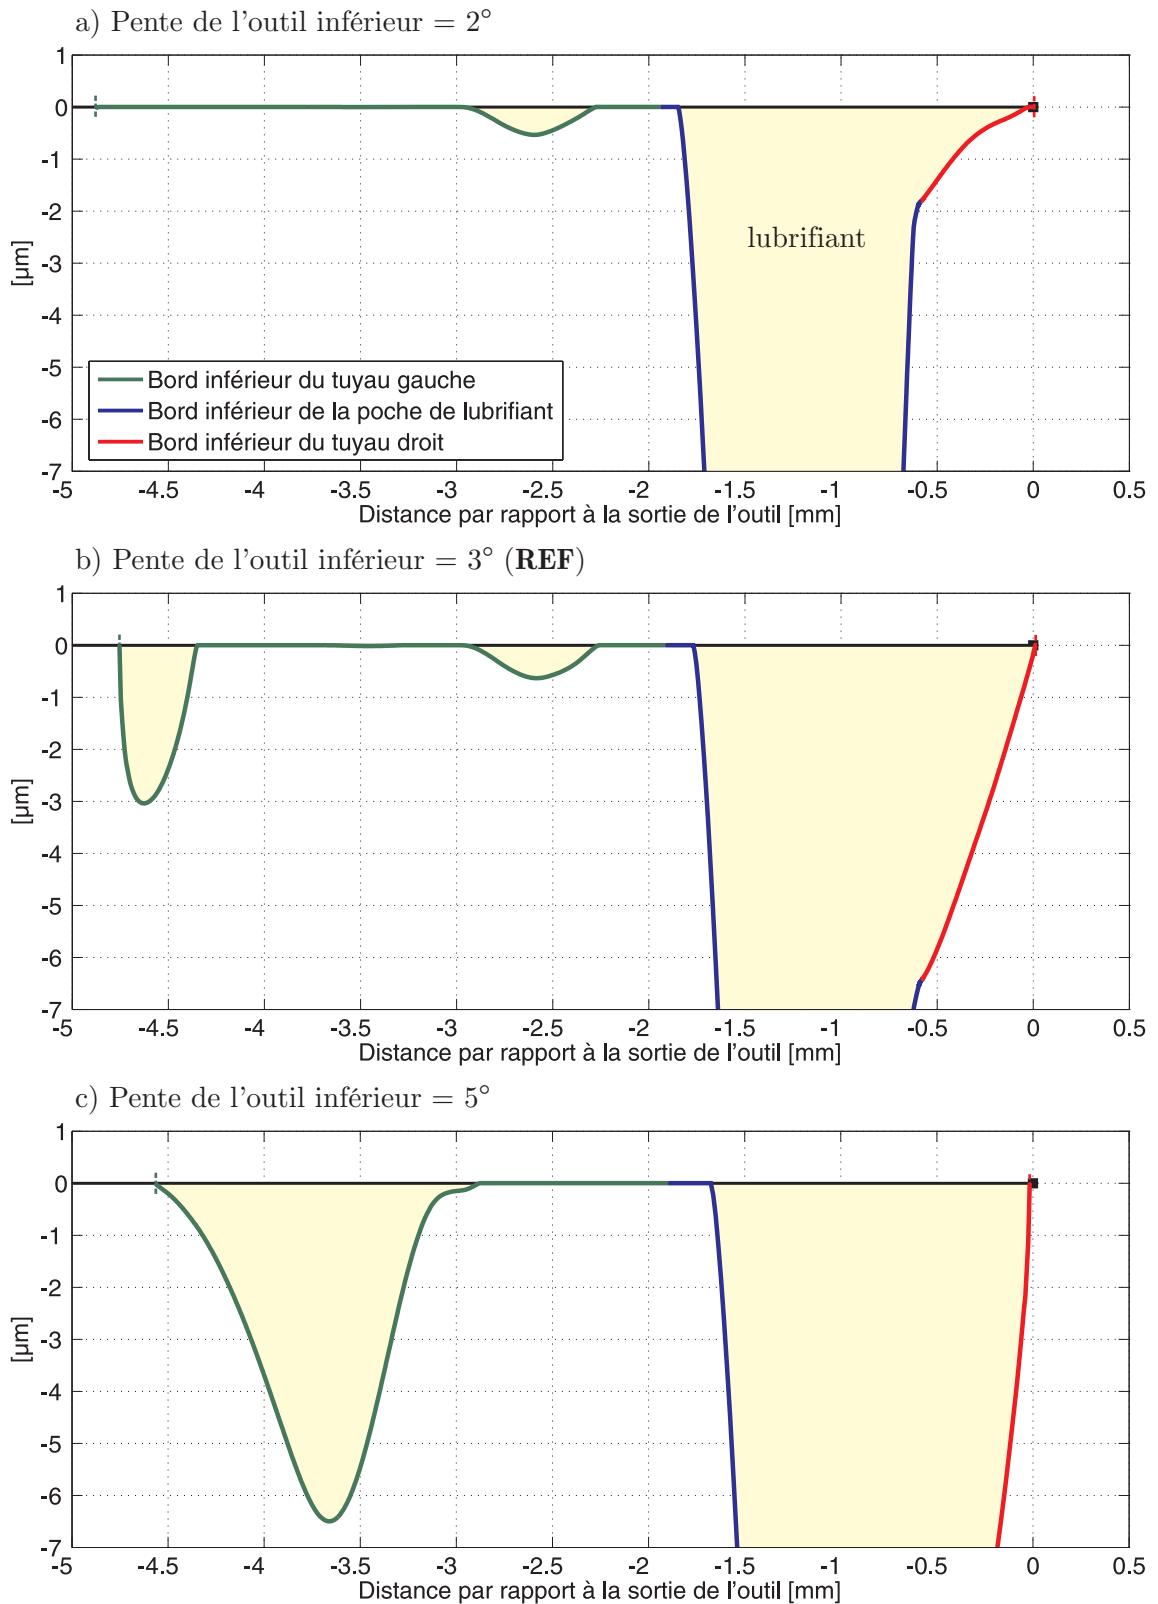 a) Pente de l'outil inférieur = 2°
1
0
-1
-2
-3
-4
-5
-6
-7
[µm]
lubrifiant
Bord inférieur du tuyau gauche
Bord inférieur de la poche de lubrifiant
Bord inférieur du tuyau droit
-5 -4.5 -4 -3.5 -3 -2.5 -2 -1.5 -1 -0.5 0 0.5
Distance par rapport à la sortie de l'outil [mm]
b) Pente de l'outil inférieur = 3° (REF)
1
0
-1
-2
-3
-4
-5
-6
-7
[µm]
-5 -4.5 -4 -3.5 -3 -2.5 -2 -1.5 -1 -0.5 0 0.5
Distance par rapport à la sortie de l'outil [mm]
c) Pente de l'outil inférieur = 5°
1
0
-1
-2
-3
-4
-5
-6
-7
[µm]
-5 -4.5 -4 -3.5 -3 -2.5 -2 -1.5 -1 -0.5 0 0.5
Distance par rapport à la sortie de l'outil [mm]